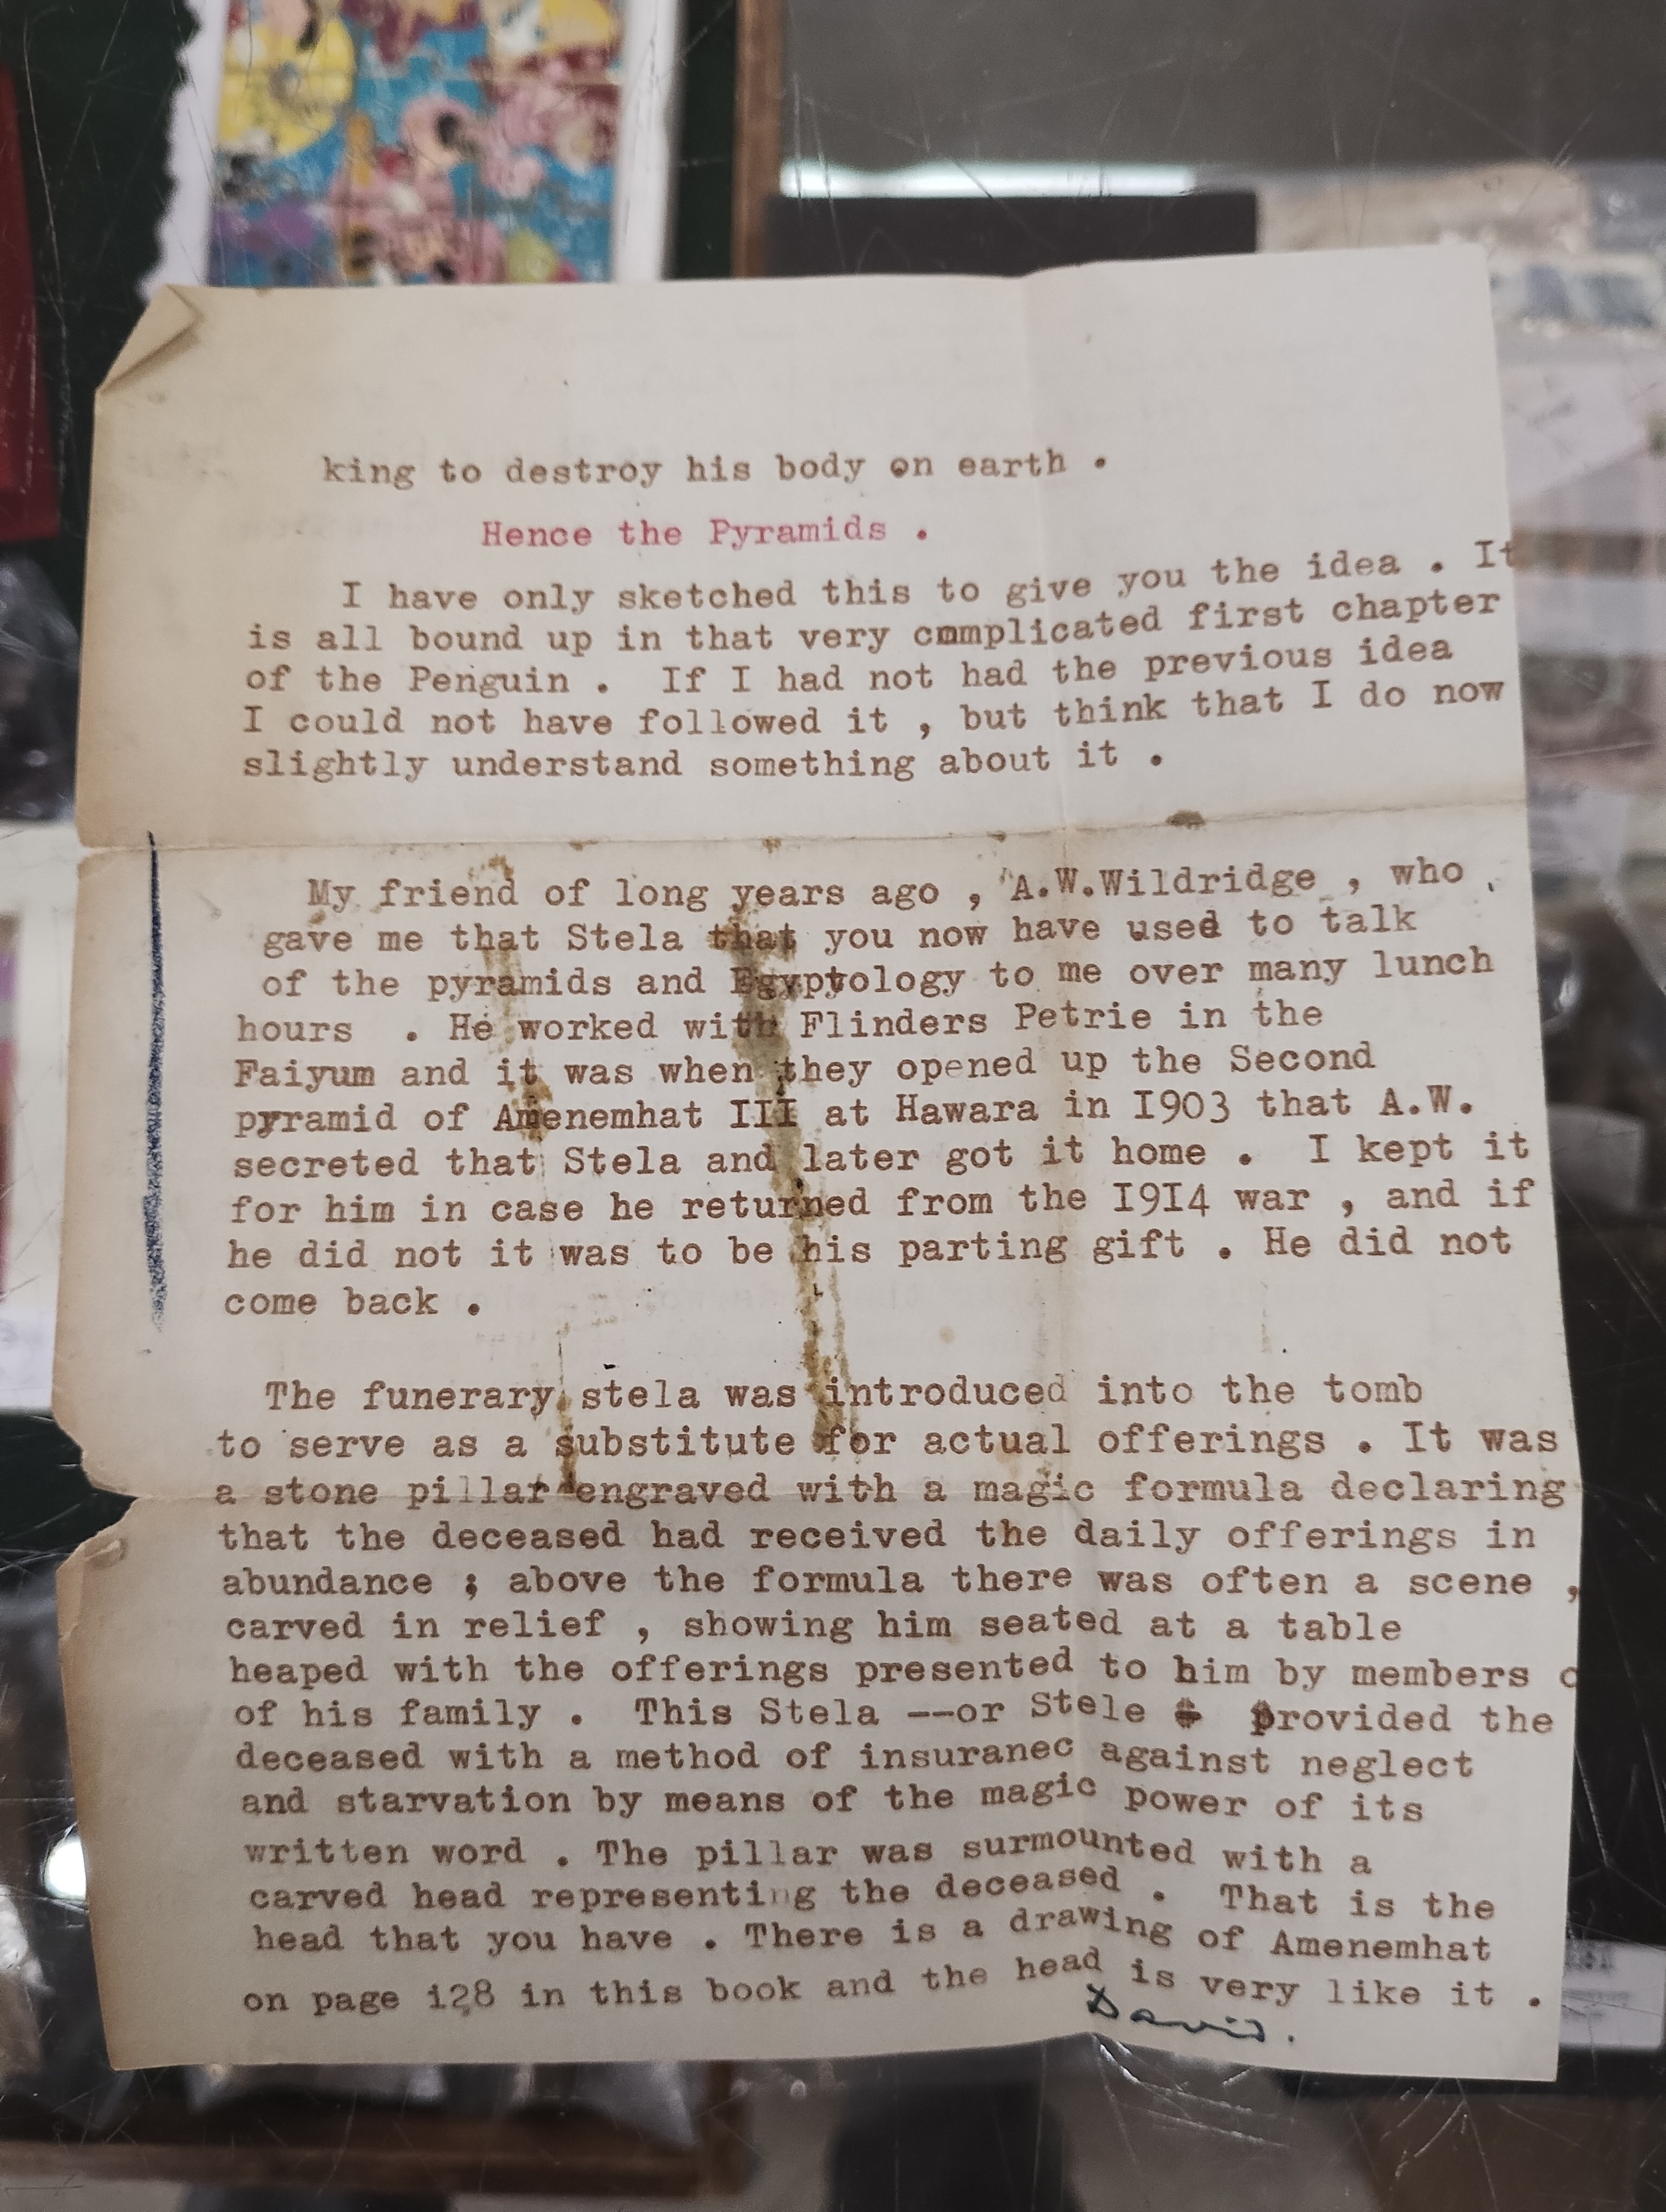 king to destroy his body on earth .
Hence the Pyramids .
I have only sketched this to give you the idea . It
is all bound up in that very cmmplicated first chapter
of the Penguin . If I had not had the previous idea
I could not have followed it , but think that I do now
slightly understand something about it .
My friend of long years ago , A.W.Wildridge , who
gave me that Stela that you now have used to talk
of the pyramids and Egyptology to me over many lunch
hours . He worked with Flinders Petrie in the
Faiyum and it was when they opened up the Second
pyramid of Amenemhat III at Hawara in I903 that A.W.
secreted that Stela and later got it home . I kept it
for him in case he returned from the I9I4 war , and if
he did not it was to be his parting gift . He did not
come back .
The funerary stela was introduced into the tomb
to serve as a substitute for actual offerings . It was
a stone pillar engraved with a magic formula declaring
that the deceased had received the daily offerings in
abundance ; above the formula there was often a scene ,
carved in relief , showing him seated at a table
heaped with the offerings presented to him by members o
of his family . This Stela --or Stele provided the
deceased with a method of insuranec against neglect
and starvation by means of the magic power of its
written word . The pillar was surmounted with a
carved head representing the deceased . That is the
head that you have . There is a drawing of Amenemhat
on page i28 in this book and the head is very like it .
David.